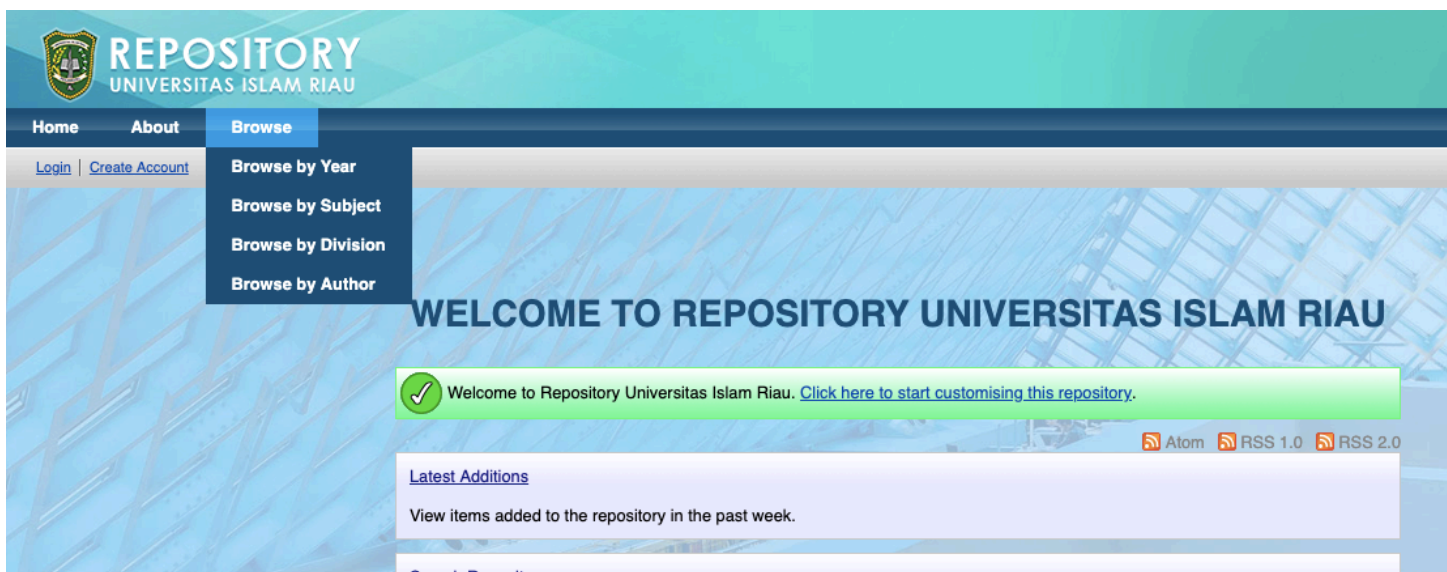 REPOSITORY
UNIVERSITAS ISLAM RIAU
Home About Browse
Login | Create Account
Browse by Year
Browse by Subject
Browse by Division
Browse by Author
WELCOME TO REPOSITORY UNIVERSITAS ISLAM RIAU
Welcome to Repository Universitas Islam Riau. Click here to start customising this repository.
Atom RSS 1.0 RSS 2.0
Latest Additions
View items added to the repository in the past week.